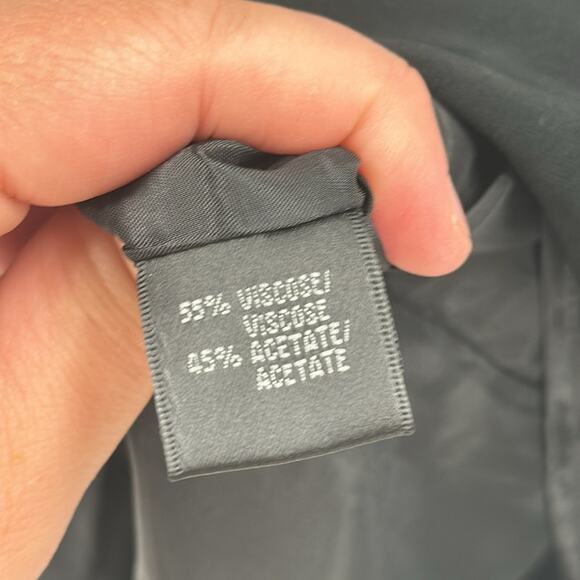 55% VISCOSE/
VISCOSE
45% ACETATE/
ACETATE